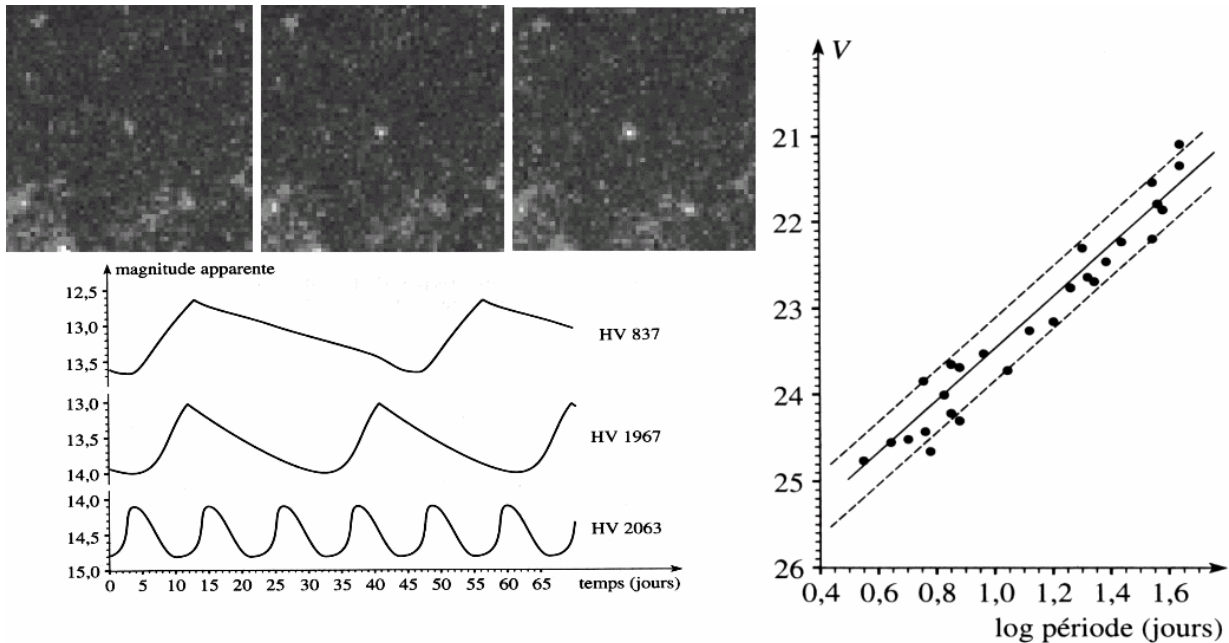 magnitude apparente
12,5
13,0
13,5
HV 837
13,0
13,5
14,0
HV 1967
14,0
14,5
15,0
HV 2063
0 5 12 15 20 25 30 35 40 45 50 55 60 65 temps (jours)
V
21
22
23
24
25
26
0,4 0,6 0,8 1,0 1,2 1,4 1,6
log période (jours)